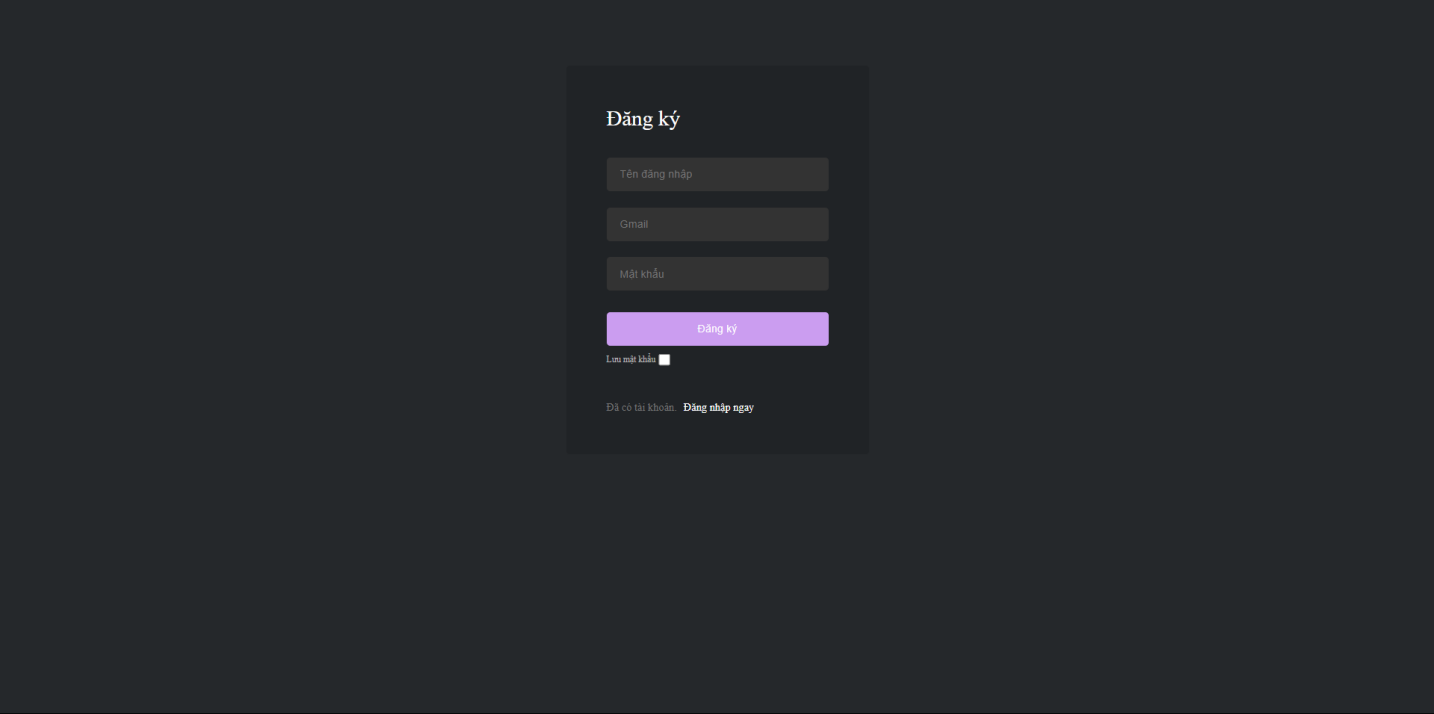 Đăng ký
Tên đăng nhập
Gmail
Mật khẩu
Đăng ký
Lưu mật khẩu
Đã có tài khoản. Đăng nhập ngay